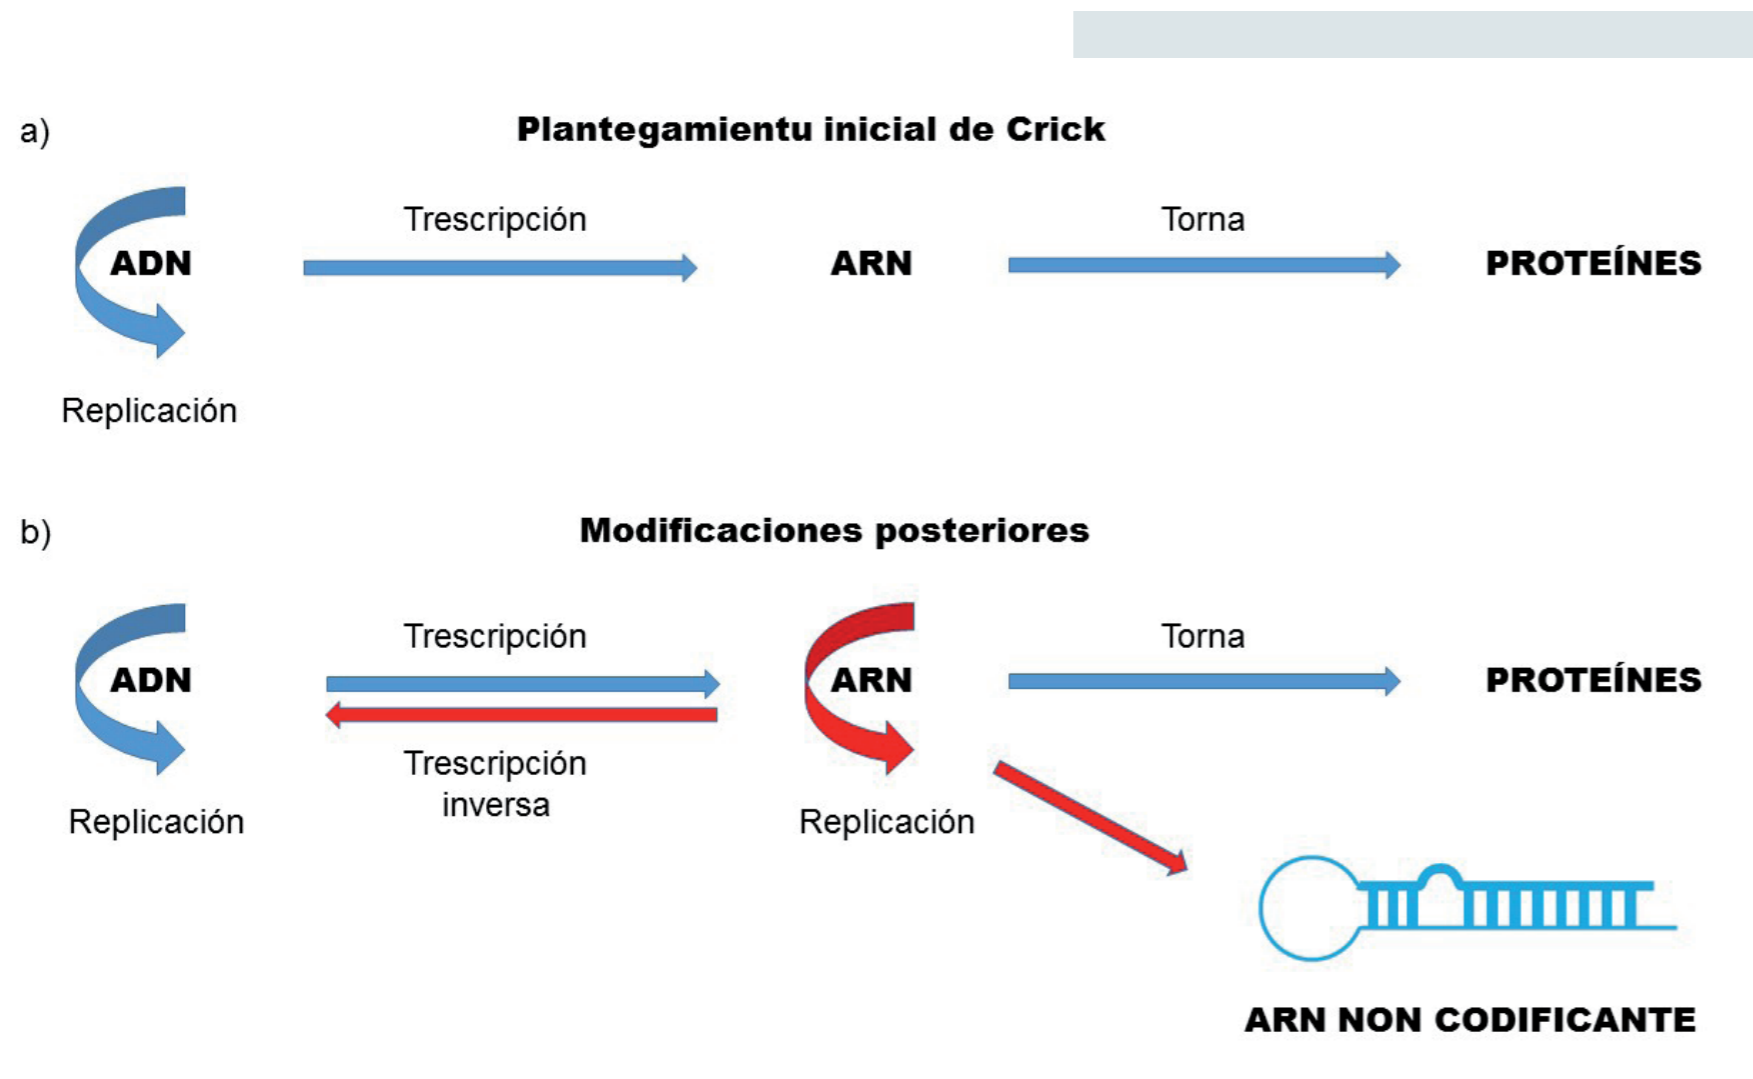 a)
Plantegamientu inicial de Crick
Trescripción
Torna
ADN
ARN
PROTEÍNES
Replicación
b)
Modificaciones posteriores
Trescripción
Torna
ADN
ARN
PROTEÍNES
Trescripción
inversa
Replicación
Replicación
ARN NON CODIFICANTE